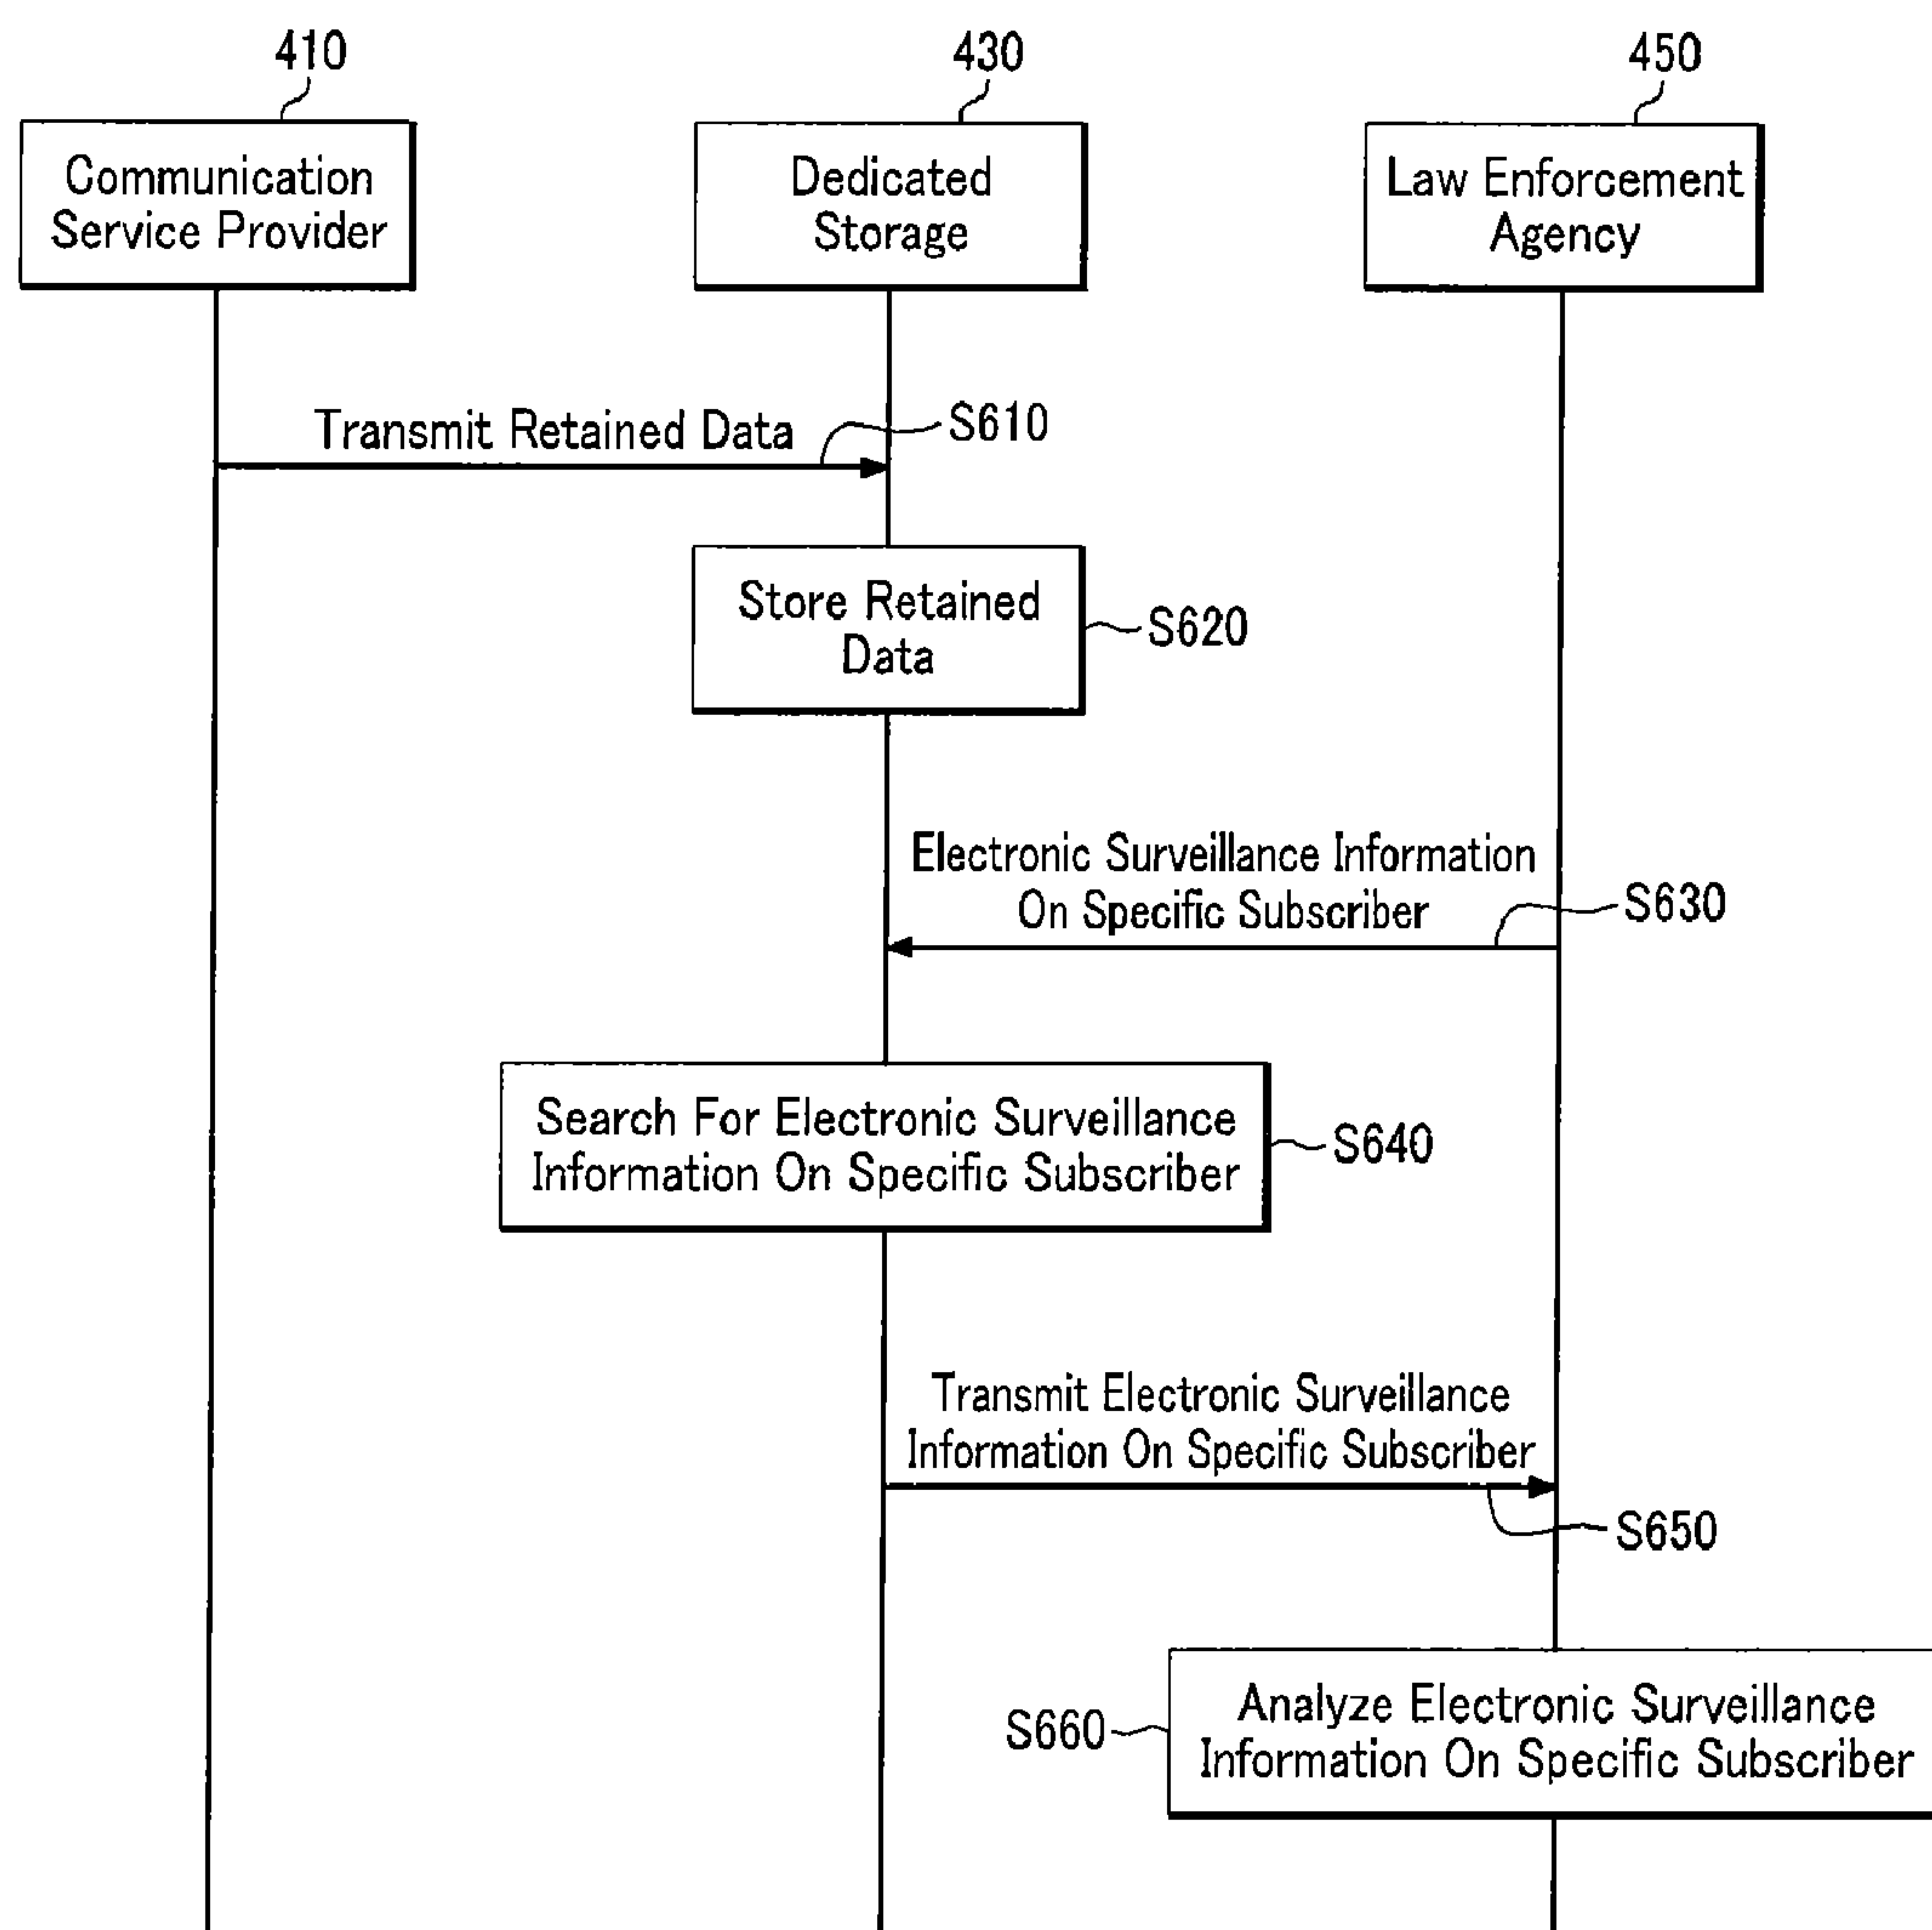 410
430
450
Communication
Service Provider
Dedicated
Storage
Law Enforcement
Agency
Transmit Retained Data
S610
Store Retained
Data
S620
Electronic Surveillance Information
On Specific Subscriber
S630
Search For Electronic Surveillance
Information On Specific Subscriber
S640
Transmit Electronic Surveillance
Information On Specific Subscriber
S650
S660
Analyze Electronic Surveillance
Information On Specific Subscriber